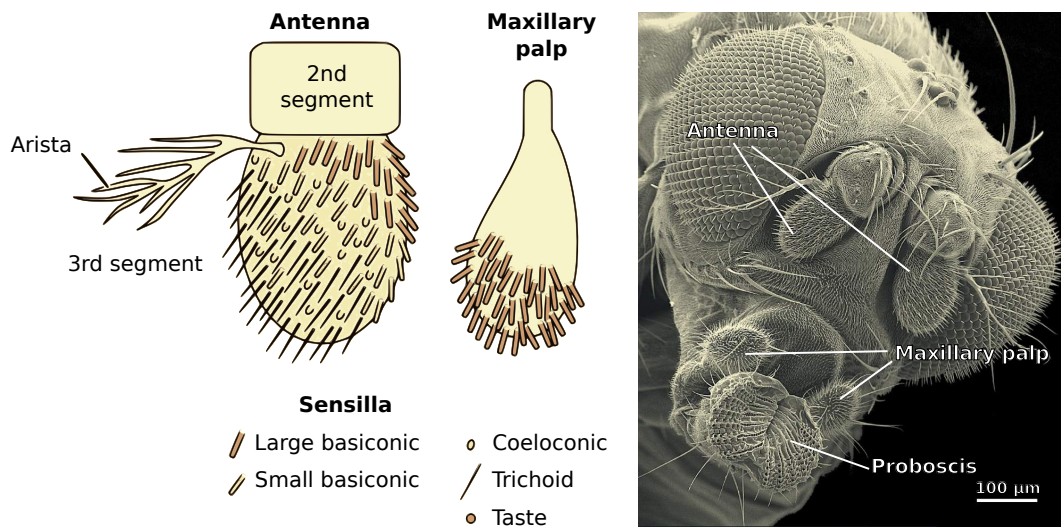 Antenna
Maxillary
palp
2nd
segment
Arista
3rd segment
Sensilla
Large basiconic
Small basiconic
Coeloconic
Trichoid
Taste
Antenna
Maxillary palp
Proboscis
100 µm